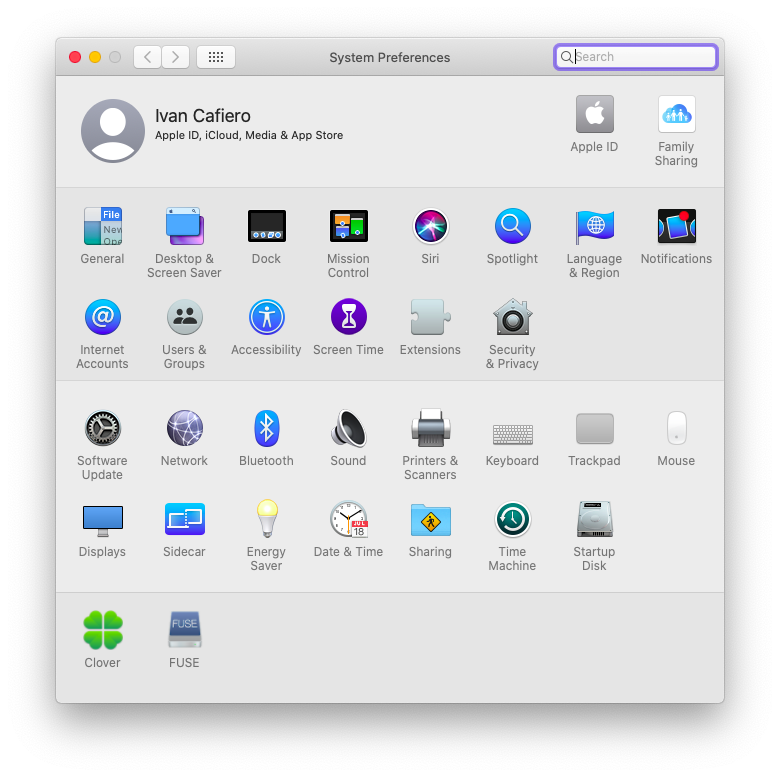 System Preferences
Search
Ivan Cafiero
Apple ID, iCloud, Media & App Store
Apple ID
Family
Sharing
File
New
Ope
General
Desktop &
Screen Saver
Dock
Mission
Control
Siri
Spotlight
Language
& Region
Notifications
@
Internet
Accounts
Users &
Groups
Accessibility
Screen Time
Extensions
Security
& Privacy
Software
Update
Network
Bluetooth
Sound
Printers &
Scanners
Keyboard
Trackpad
Mouse
Displays
Sidecar
Energy
Saver
JUL
18
Date & Time
Sharing
Time
Machine
Startup
Disk
Clover
FUSE
FUSE